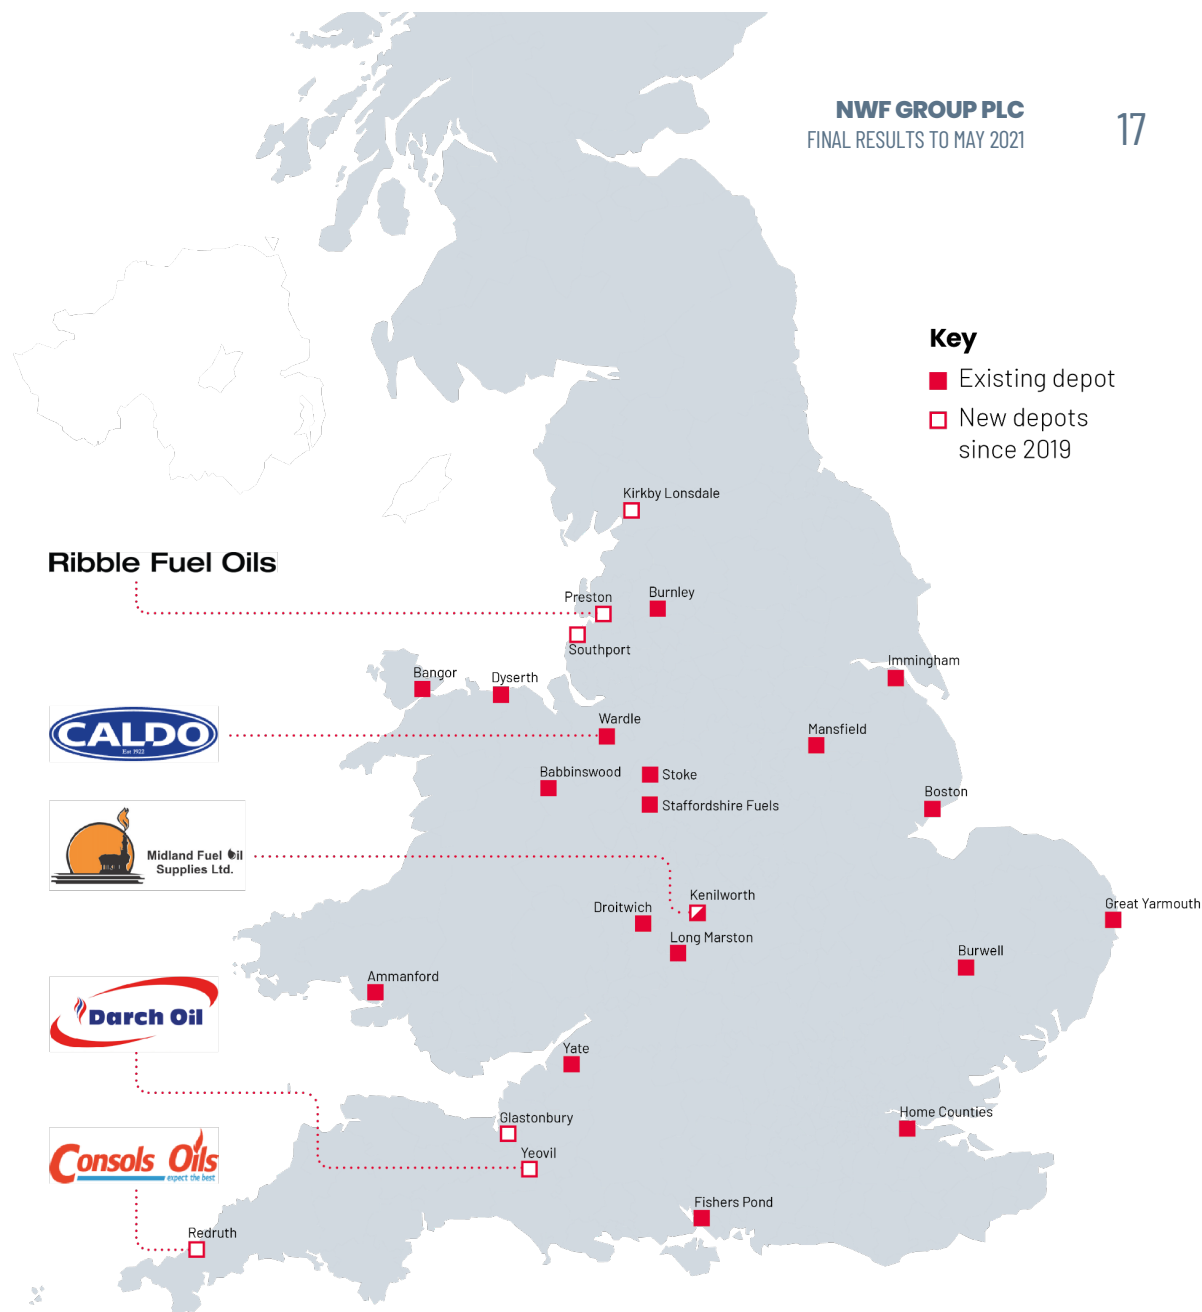 NWF GROUP PLC
FINAL RESULTS TO MAY 2021
17
Key
Existing depot
New depots
since 2019
Kirkby Lonsdale
Ribble Fuel Oils
Preston
Burnley
Southport
Immingham
Bangor
Dyserth
CALDO
Est 1922
Wardle
Mansfield
Babbinswood
Stoke
Staffordshire Fuels
Boston
Midland Fuel Oil
Supplies Ltd.
Kenilworth
Droitwich
Great Yarmouth
Long Marston
Burwell
Ammanford
Darch Oil
Yate
Glastonbury
Home Counties
Consols Oils
expect the best
Yeovil
Fishers Pond
Redruth